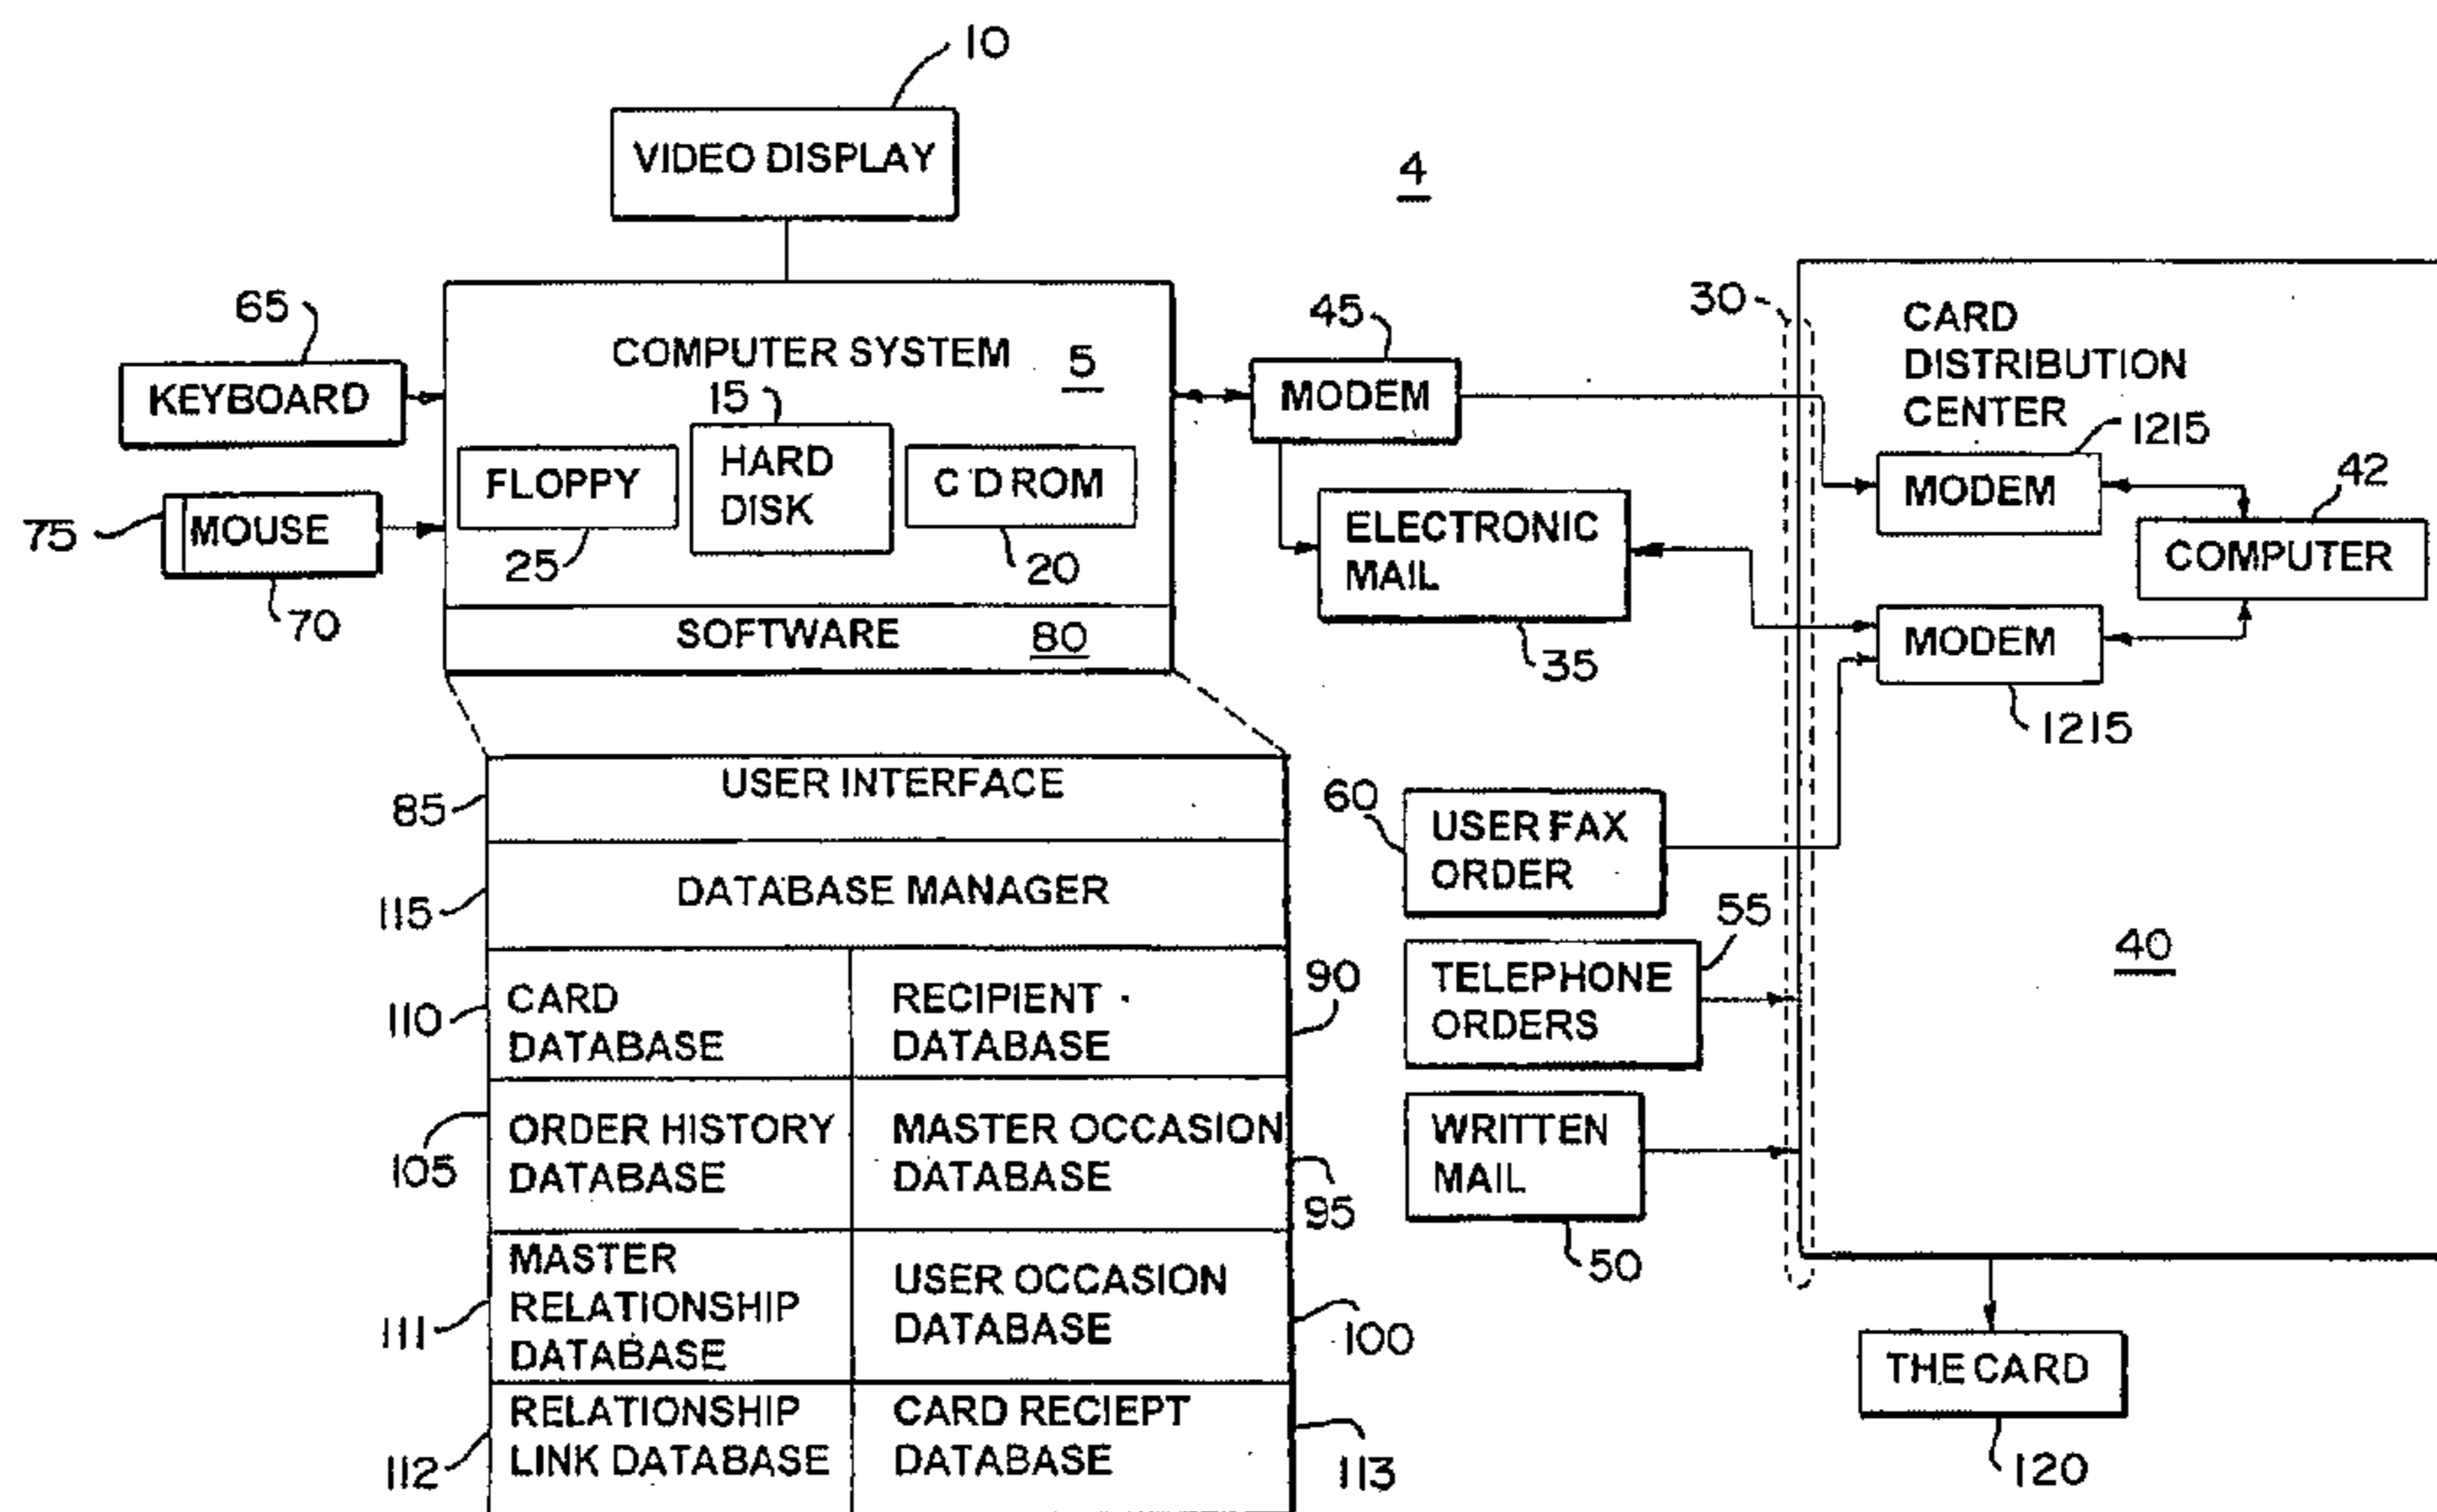 10
VIDEO DISPLAY
4
65
KEYBOARD
75
MOUSE
70
COMPUTER SYSTEM
5
15
FLOPPY
25
HARD
DISK
C'D ROM
20
SOFTWARE
80
45
MODEM
ELECTRONIC
MAIL
35
30
CARD
DISTRIBUTION
CENTER
1215
MODEM
42
COMPUTER
MODEM
1215
40
USER INTERFACE
85
DATABASE MANAGER
115
CARD
DATABASE
110
RECIPIENT
DATABASE
90
ORDER HISTORY
DATABASE
105
MASTER OCCASION
DATABASE
95
MASTER
RELATIONSHIP
DATABASE
111
USER OCCASION
DATABASE
100
RELATIONSHIP
LINK DATABASE
112
CARD RECIEPT
DATABASE
113
60
USER FAX
ORDER
55
TELEPHONE
ORDERS
WRITTEN
MAIL
50
THE CARD
120